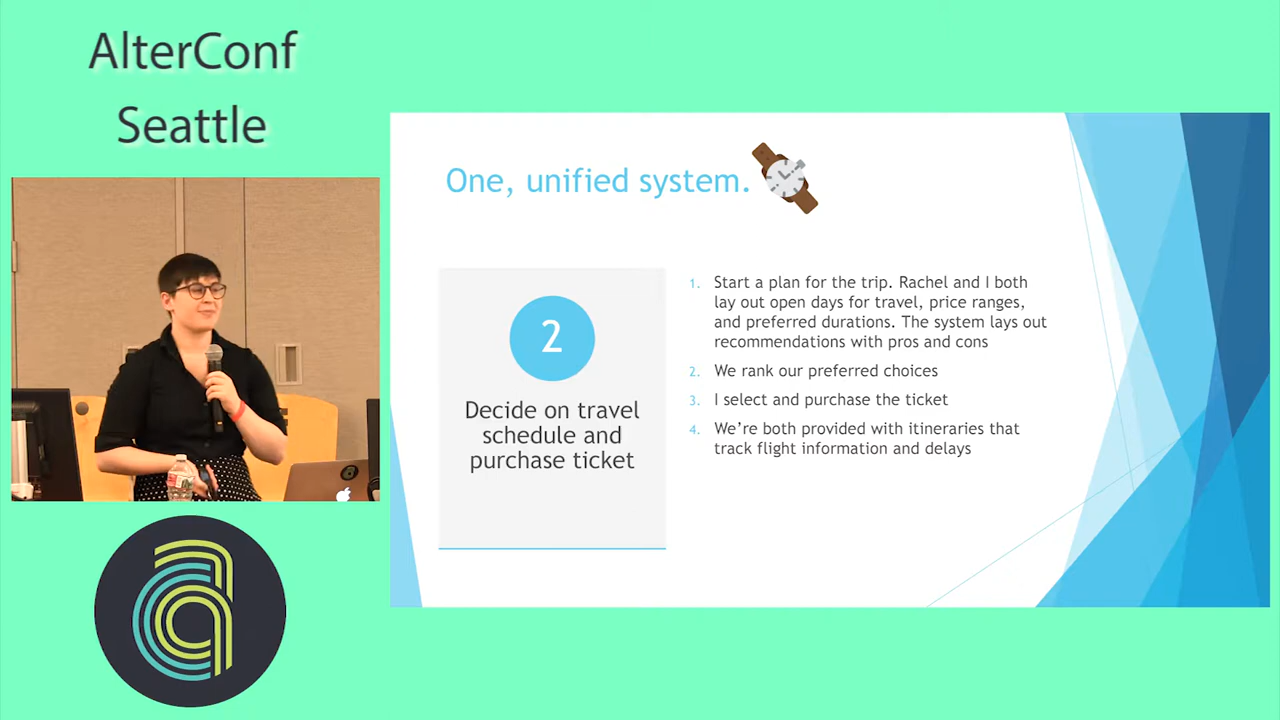 AlterConf
Seattle
One, unified system.
2
Decide on travel
schedule and
purchase ticket
1. Start a plan for the trip. Rachel and I both
lay out open days for travel, price ranges,
and preferred durations. The system lays out
recommendations with pros and cons
2. We rank our preferred choices
3. I select and purchase the ticket
4. We’re both provided with itineraries that
track flight information and delays